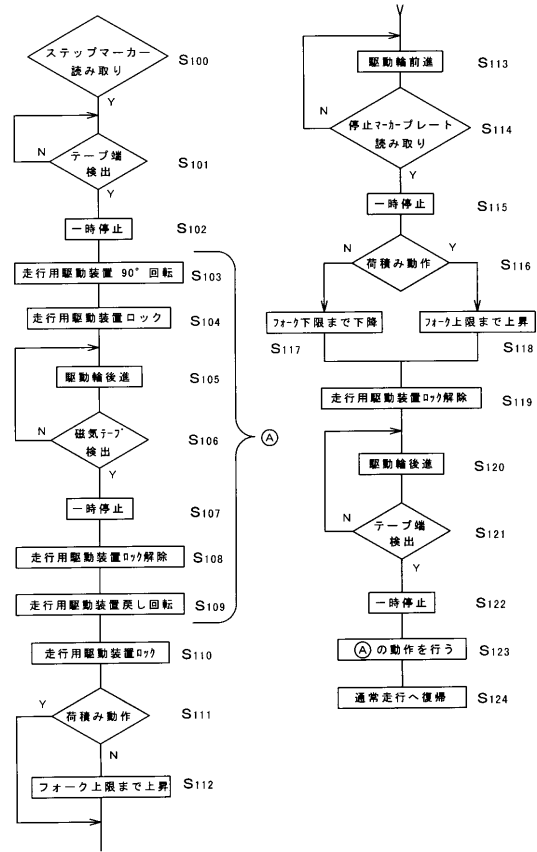 ステップマーカー
読み取り
S100
Y
N
テープ端
検出
S101
Y
一時停止
S102
走行用駆動装置 90°回転
S103
走行用駆動装置ロック
S104
駆動輪後進
S105
N
磁気テープ
検出
S106
Y
A
一時停止
S107
走行用駆動装置ロック解除
S108
走行用駆動装置戻し回転
S109
走行用駆動装置ロック
S110
Y
荷積み動作
S111
N
フォーク上限まで上昇
S112
駆動輪前進
S113
N
停止マーカープレート
読み取り
S114
Y
一時停止
S115
N
Y
荷積み動作
S116
フォーク下限まで下降
フォーク上限まで上昇
S117
S118
走行用駆動装置ロック解除
S119
駆動輪後進
S120
N
テープ端
検出
S121
Y
一時停止
S122
Aの動作を行う
S123
通常走行へ復帰
S124